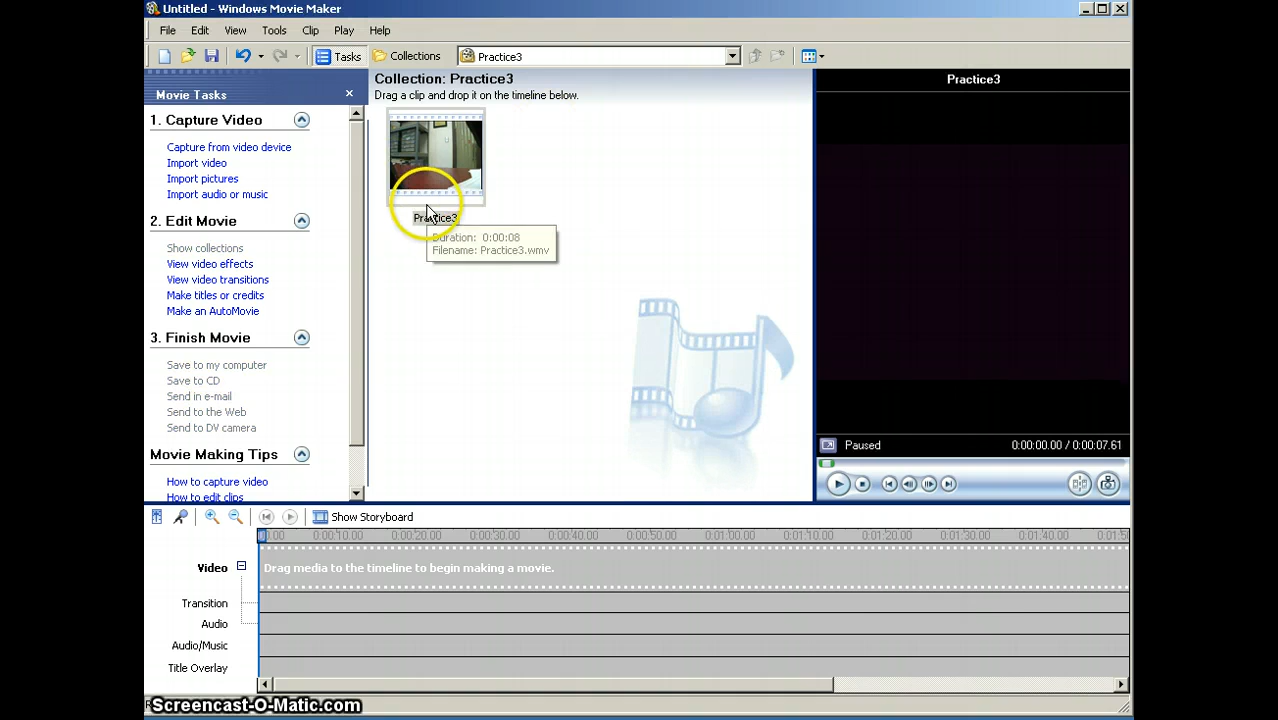 Untitled - Windows Movie Maker
File Edit View Tools Clip Play Help
Tasks Collections Practice3
Movie Tasks
1. Capture Video
Capture from video device
Import video
Import pictures
Import audio or music
2. Edit Movie
Show collections
View video effects
View video transitions
Make titles or credits
Make an AutoMovie
3. Finish Movie
Save to my computer
Save to CD
Send in e-mail
Send to the Web
Send to DV camera
Movie Making Tips
How to capture video
How to edit clips
Collection: Practice3
Drag a clip and drop it on the timeline below.
Practice3
Duration: 0:00:08
Filename: Practice3.wmv
Practice3
Paused 0:00:00.00 / 0:00:07.61
Show Storyboard
0:00:10.00 0:00:20.00 0:00:30.00 0:00:40.00 0:00:50.00 0:01:00.00 0:01:10.00 0:01:20.00 0:01:30.00 0:01:40.00
Video Drag media to the timeline to begin making a movie.
Transition
Audio
Audio/Music
Title Overlay
Screencast-O-Matic.com